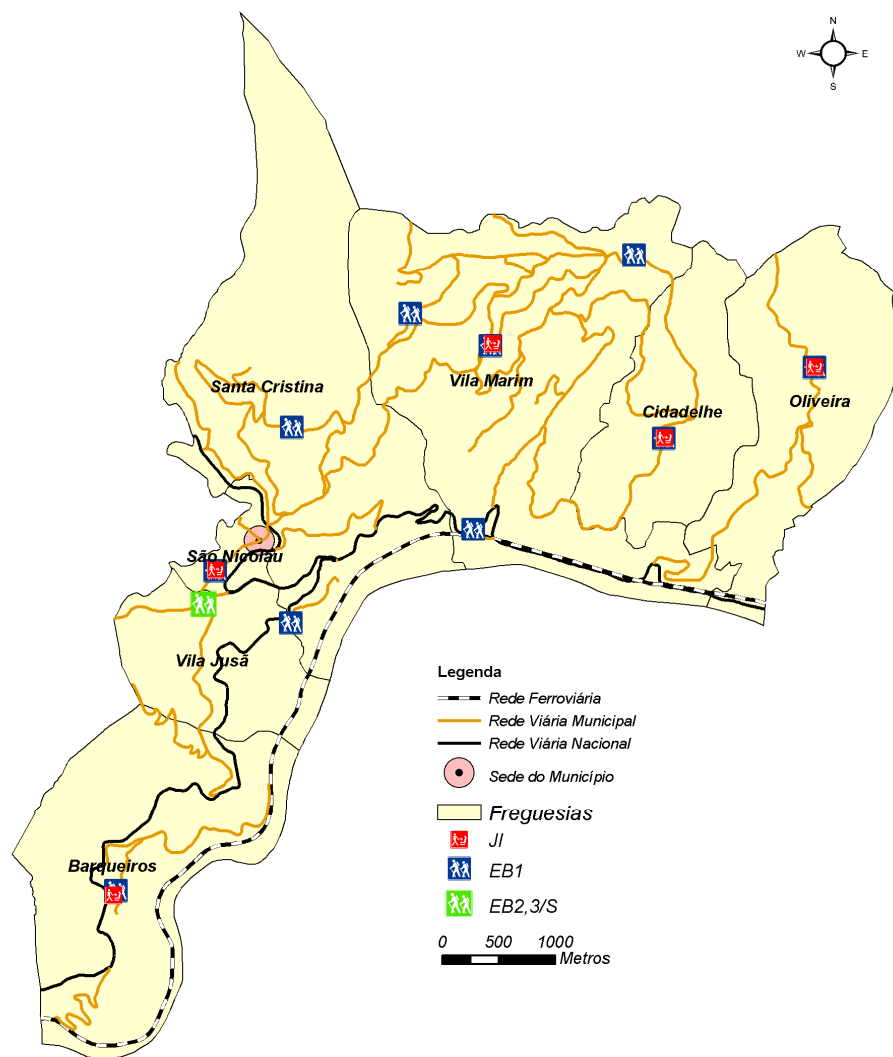 N
W E
S
Santa Cristina
Vila Marim
Cidadelhe
Oliveira
São Nicolau
Vila Jusã
Barqueiros
Legenda
Rede Ferroviária
Rede Viária Municipal
Rede Viária Nacional
Sede do Município
Freguesias
JI
EB1
EB2,3/S
0 500 1000
Metros